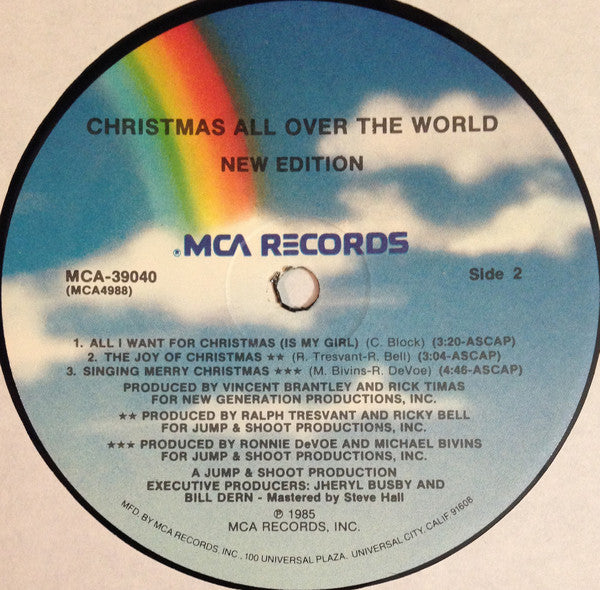 CHRISTMAS ALL OVER THE WORLD
NEW EDITION
®MCA RECORDS
MCA-39040
(MCA4988)
Side 2
1. ALL I WANT FOR CHRISTMAS (IS MY GIRL) (C. Block) (3:20-ASCAP)
2. THE JOY OF CHRISTMAS ★★ (R. Tresvant-R. Bell) (3:04-ASCAP)
3. SINGING MERRY CHRISTMAS ★★★ (M. Bivins-R. DeVoe) (4:46-ASCAP)
PRODUCED BY VINCENT BRANTLEY AND RICK TIMAS
FOR NEW GENERATION PRODUCTIONS, INC.
★★ PRODUCED BY RALPH TRESVANT AND RICKY BELL
FOR JUMP & SHOOT PRODUCTIONS, INC.
★★★ PRODUCED BY RONNIE DeVOE AND MICHAEL BIVINS
FOR JUMP & SHOOT PRODUCTIONS, INC.
A JUMP & SHOOT PRODUCTION
EXECUTIVE PRODUCERS: JHERYL BUSBY AND
BILL DERN - Mastered by Steve Hall
℗ 1985
MCA RECORDS, INC.
MFD. BY MCA RECORDS, INC., 100 UNIVERSAL PLAZA, UNIVERSAL CITY, CALIF 91608